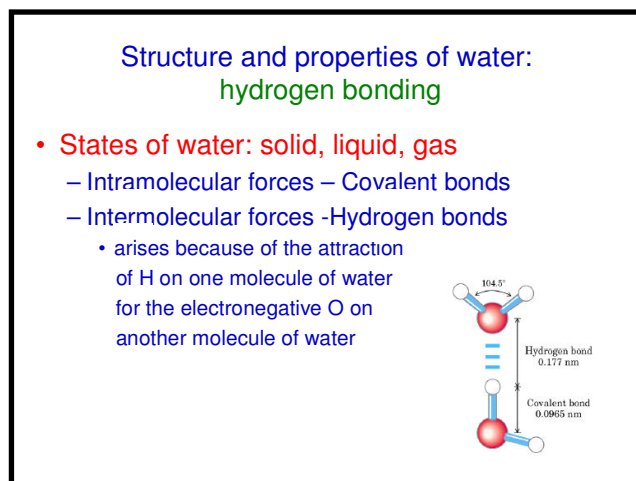 Structure and properties of water:
hydrogen bonding
• States of water: solid, liquid, gas
– Intramolecular forces – Covalent bonds
– Intermolecular forces -Hydrogen bonds
• arises because of the attraction
of H on one molecule of water
for the electronegative O on
another molecule of water
104.5°
Hydrogen bond
0.177 nm
Covalent bond
0.0965 nm